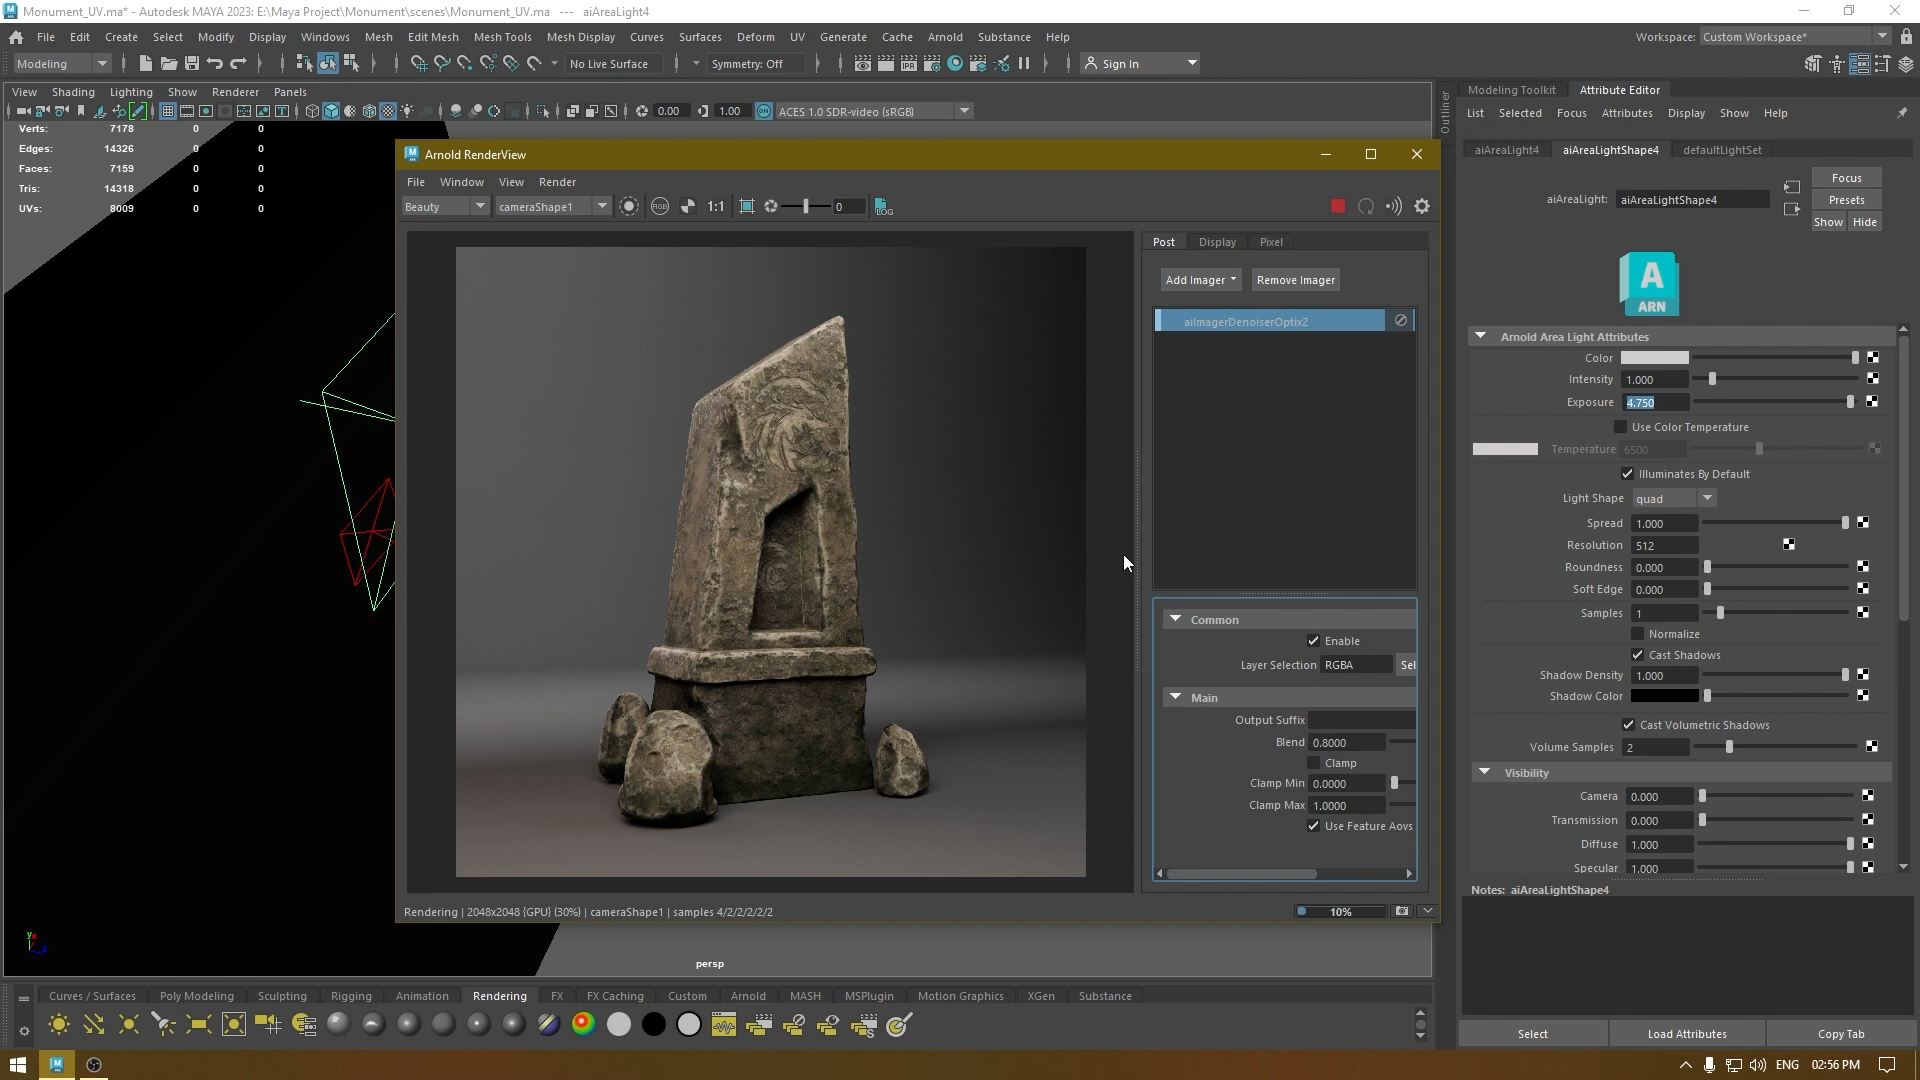 Monument_UV.ma* - Autodesk MAYA 2023: E:\Maya Project\Monument\scenes\Monument_UV.ma --- aiAreaLight4
File Edit Create Select Modify Display Windows Mesh Edit Mesh Mesh Tools Mesh Display Curves Surfaces Deform UV Generate Cache Arnold Substance Help
Workspace: Custom Workspace*
Modeling
No Live Surface
Symmetry: Off
IPR
Sign In
View Shading Lighting Show Renderer Panels
0.00
1.00
ACES 1.0 SDR-video (sRGB)
Verts: 7178 0 0
Edges: 14326 0 0
Faces: 7159 0 0
Tris: 14318 0 0
UVs: 8009 0 0
persp
Arnold RenderView
File Window View Render
Beauty
cameraShape1
RGB
1:1
0
LOG
Post Display Pixel
Add Imager
Remove Imager
aiImagerDenoiserOptix2
Common
Enable
Layer Selection RGBA Sel
Main
Output Suffix
Blend 0.8000
Clamp
Clamp Min 0.0000
Clamp Max 1.0000
Use Feature Aovs
Rendering | 2048x2048 {GPU} (30%) | cameraShape1 | samples 4/2/2/2/2/2
10%
Outliner
Modeling Toolkit Attribute Editor
List Selected Focus Attributes Display Show Help
aiAreaLight4 aiAreaLightShape4 defaultLightSet
aiAreaLight: aiAreaLightShape4
Focus
Presets
Show Hide
A
ARN
Arnold Area Light Attributes
Color
Intensity 1.000
Exposure 4.750
Use Color Temperature
Temperature 6500
Illuminates By Default
Light Shape quad
Spread 1.000
Resolution 512
Roundness 0.000
Soft Edge 0.000
Samples 1
Normalize
Cast Shadows
Shadow Density 1.000
Shadow Color
Cast Volumetric Shadows
Volume Samples 2
Visibility
Camera 0.000
Transmission 0.000
Diffuse 1.000
Specular 1.000
Notes: aiAreaLightShape4
Select
Load Attributes
Copy Tab
Curves / Surfaces Poly Modeling Sculpting Rigging Animation Rendering FX FX Caching Custom Arnold MASH MSPlugin Motion Graphics XGen Substance
ENG 02:56 PM